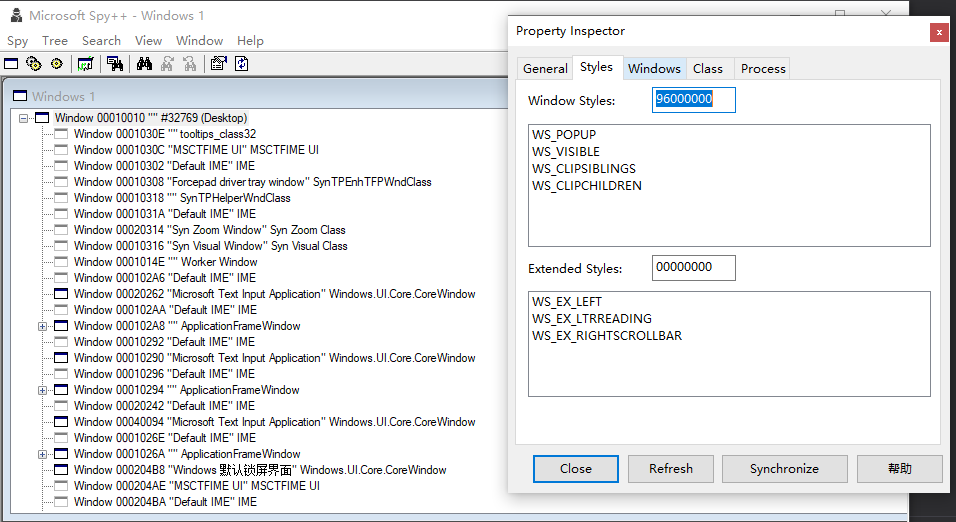 Microsoft Spy++ - Windows 1
Spy Tree Search View Window Help
Windows 1
Window 00010010 "" #32769 (Desktop)
Window 0001030E "" tooltips_class32
Window 0001030C "MSCTFIME UI" MSCTFIME UI
Window 00010302 "Default IME" IME
Window 00010308 "Forcepad driver tray window" SynTPEnhTFPWndClass
Window 00010318 "" SynTPHelperWndClass
Window 0001031A "Default IME" IME
Window 00020314 "Syn Zoom Window" Syn Zoom Class
Window 00010316 "Syn Visual Window" Syn Visual Class
Window 0001014E "" Worker Window
Window 000102A6 "Default IME" IME
Window 00020262 "Microsoft Text Input Application" Windows.UI.Core.CoreWindow
Window 000102AA "Default IME" IME
Window 000102A8 "" ApplicationFrameWindow
Window 00010292 "Default IME" IME
Window 00010290 "Microsoft Text Input Application" Windows.UI.Core.CoreWindow
Window 00010296 "Default IME" IME
Window 00010294 "" ApplicationFrameWindow
Window 00020242 "Default IME" IME
Window 00040094 "Microsoft Text Input Application" Windows.UI.Core.CoreWindow
Window 0001026E "Default IME" IME
Window 0001026A "" ApplicationFrameWindow
Window 000204B8 "Windows 默认锁屏界面" Windows.UI.Core.CoreWindow
Window 000204AE "MSCTFIME UI" MSCTFIME UI
Window 000204BA "Default IME" IME
Property Inspector
General Styles Windows Class Process
Window Styles: 96000000
WS_POPUP
WS_VISIBLE
WS_CLIPSIBLINGS
WS_CLIPCHILDREN
Extended Styles: 00000000
WS_EX_LEFT
WS_EX_LTRREADING
WS_EX_RIGHTSCROLLBAR
Close Refresh Synchronize 帮助